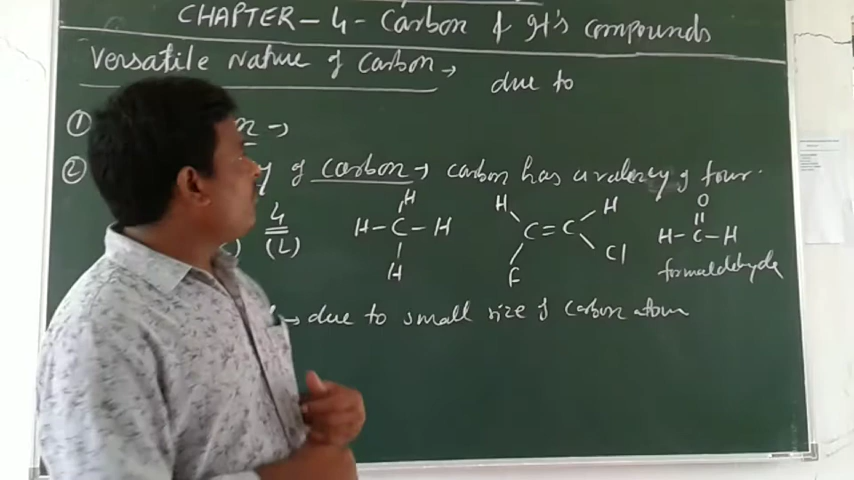 CHAPTER - 4 - Carbon & It's compounds
Versatile Nature of Carbon → due to
① n →
② y of carbon → carbon has a valency of four.
4
(L)
H
H - C - H
H
H H
C = C
F Cl
O
H - C - H
formaldehyde
→ due to small size of carbon atom